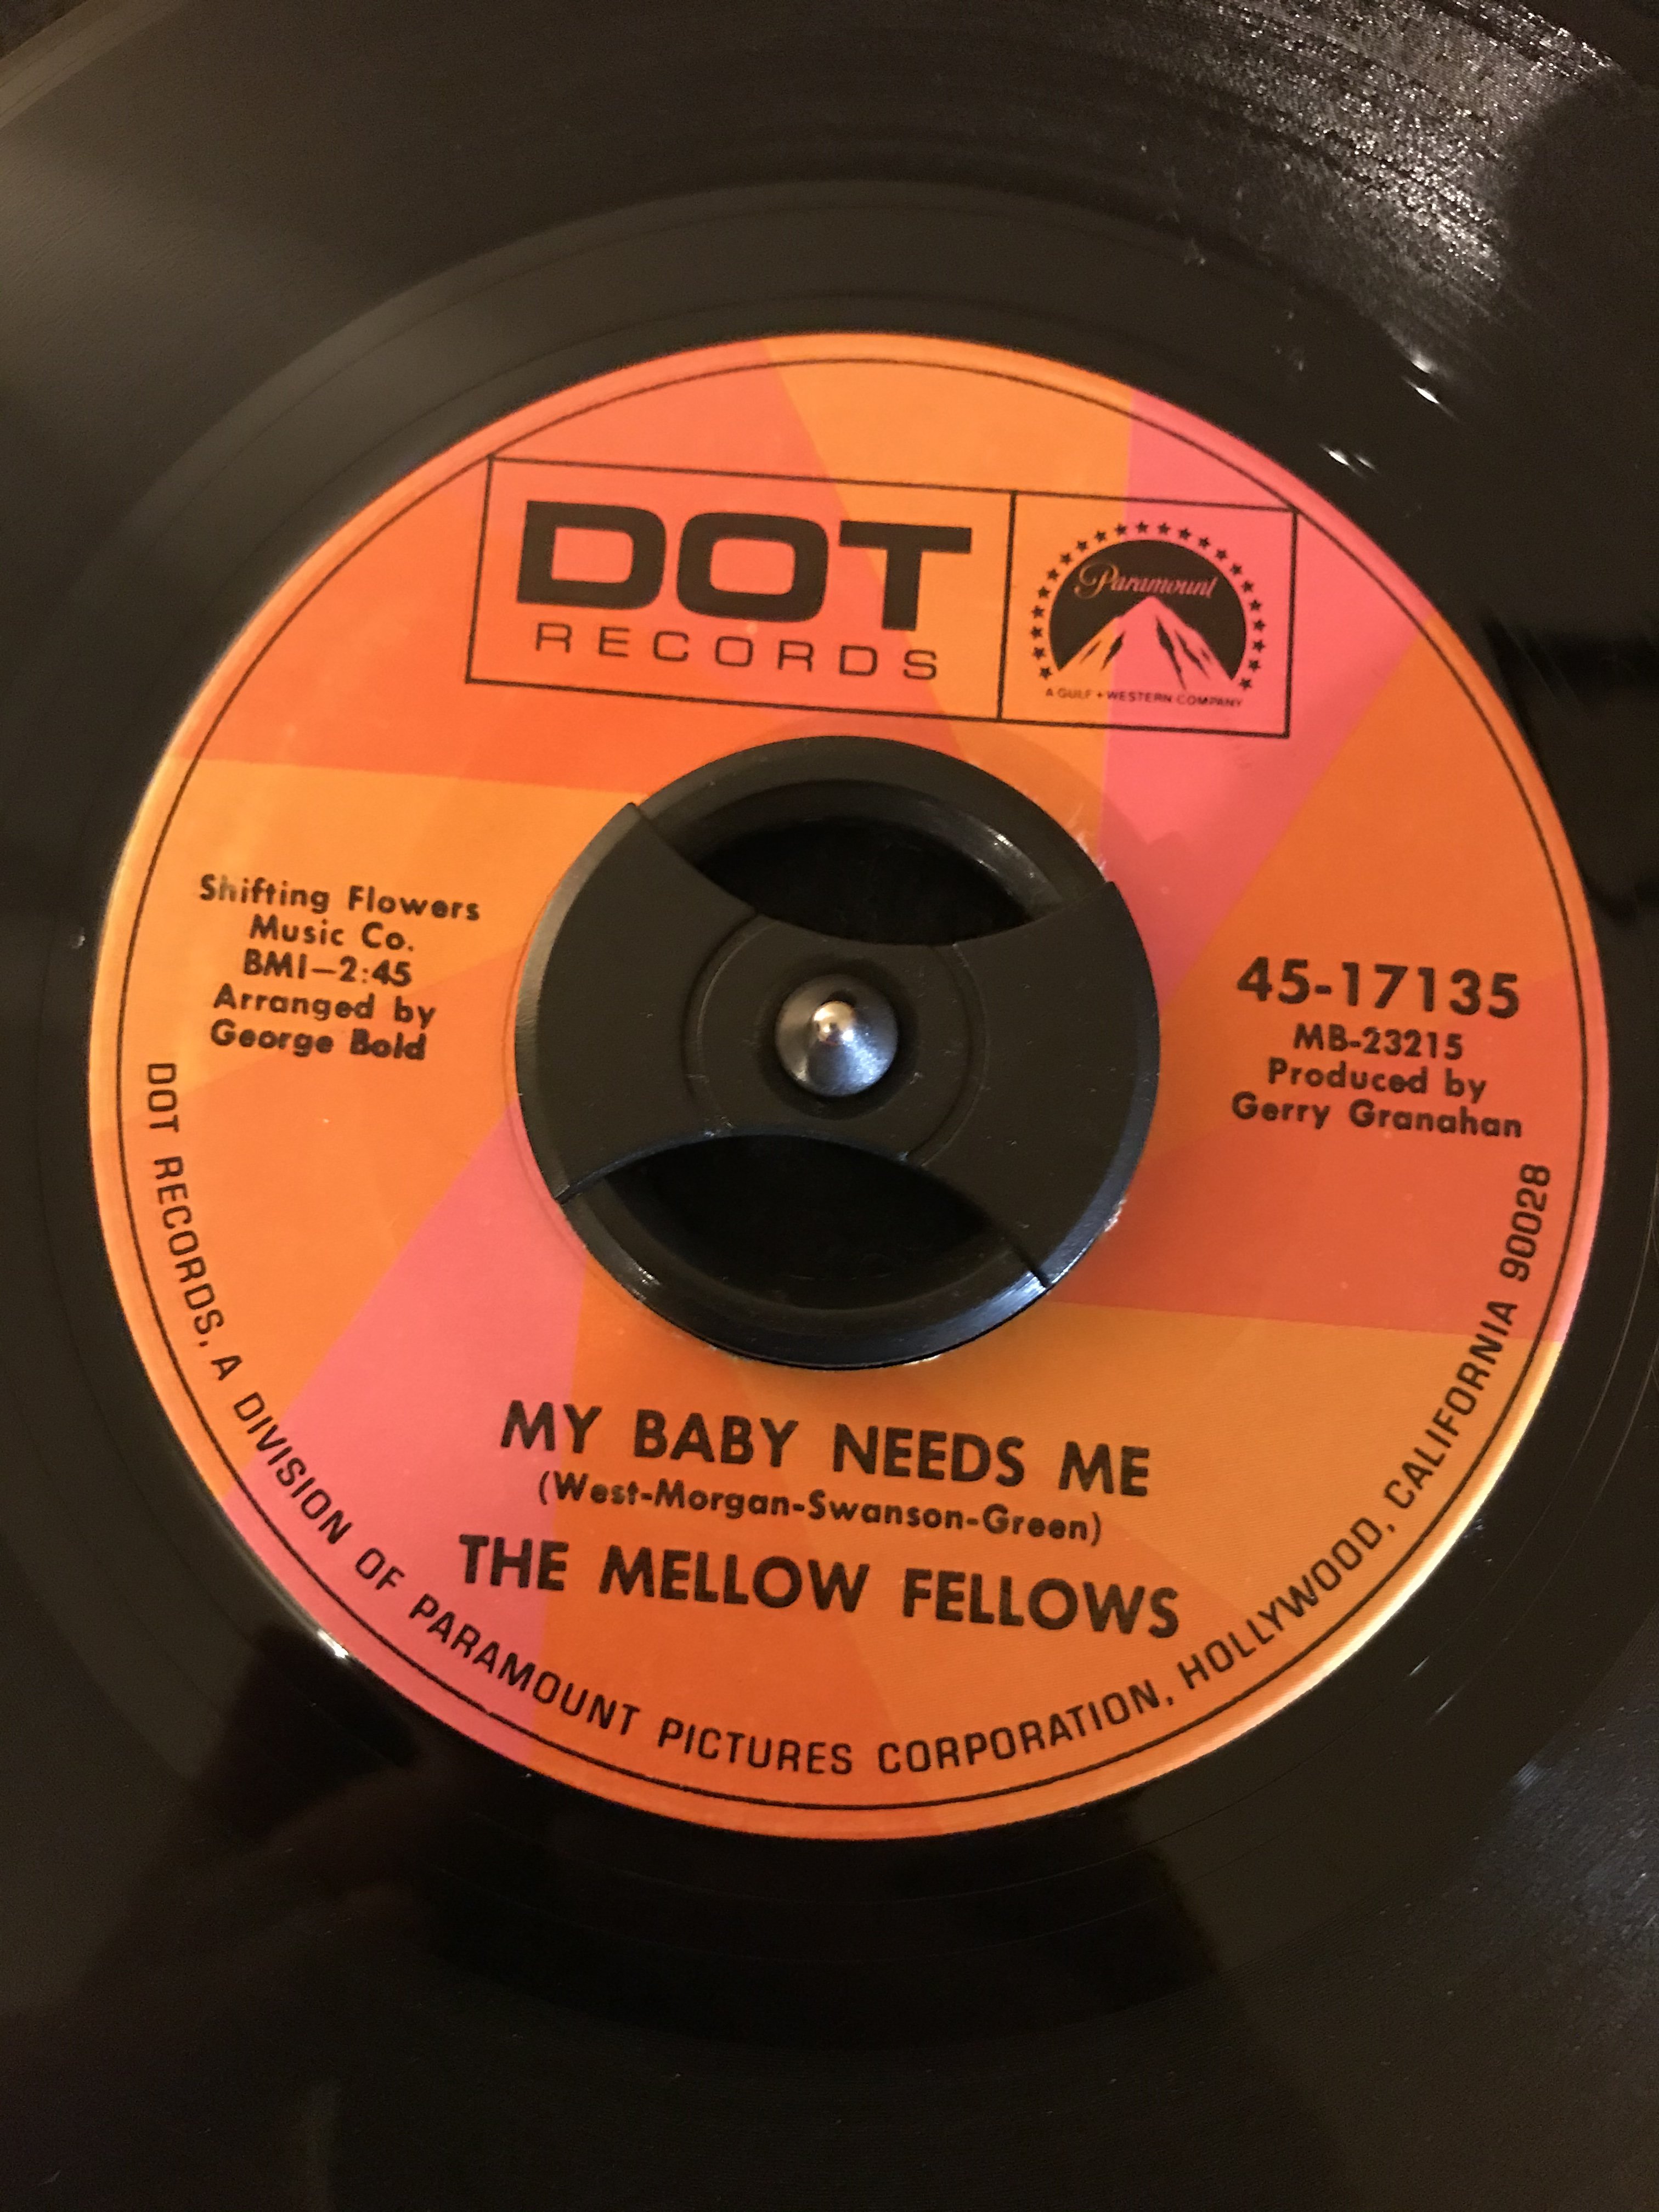 DOT
RECORDS
Paramount
A GULF + WESTERN COMPANY
Shifting Flowers
Music Co.
BMI—2:45
Arranged by
George Bold
45-17135
MB-23215
Produced by
Gerry Granahan
MY BABY NEEDS ME
(West-Morgan-Swanson-Green)
THE MELLOW FELLOWS
DOT RECORDS, A DIVISION OF PARAMOUNT PICTURES CORPORATION, HOLLYWOOD, CALIFORNIA 90028